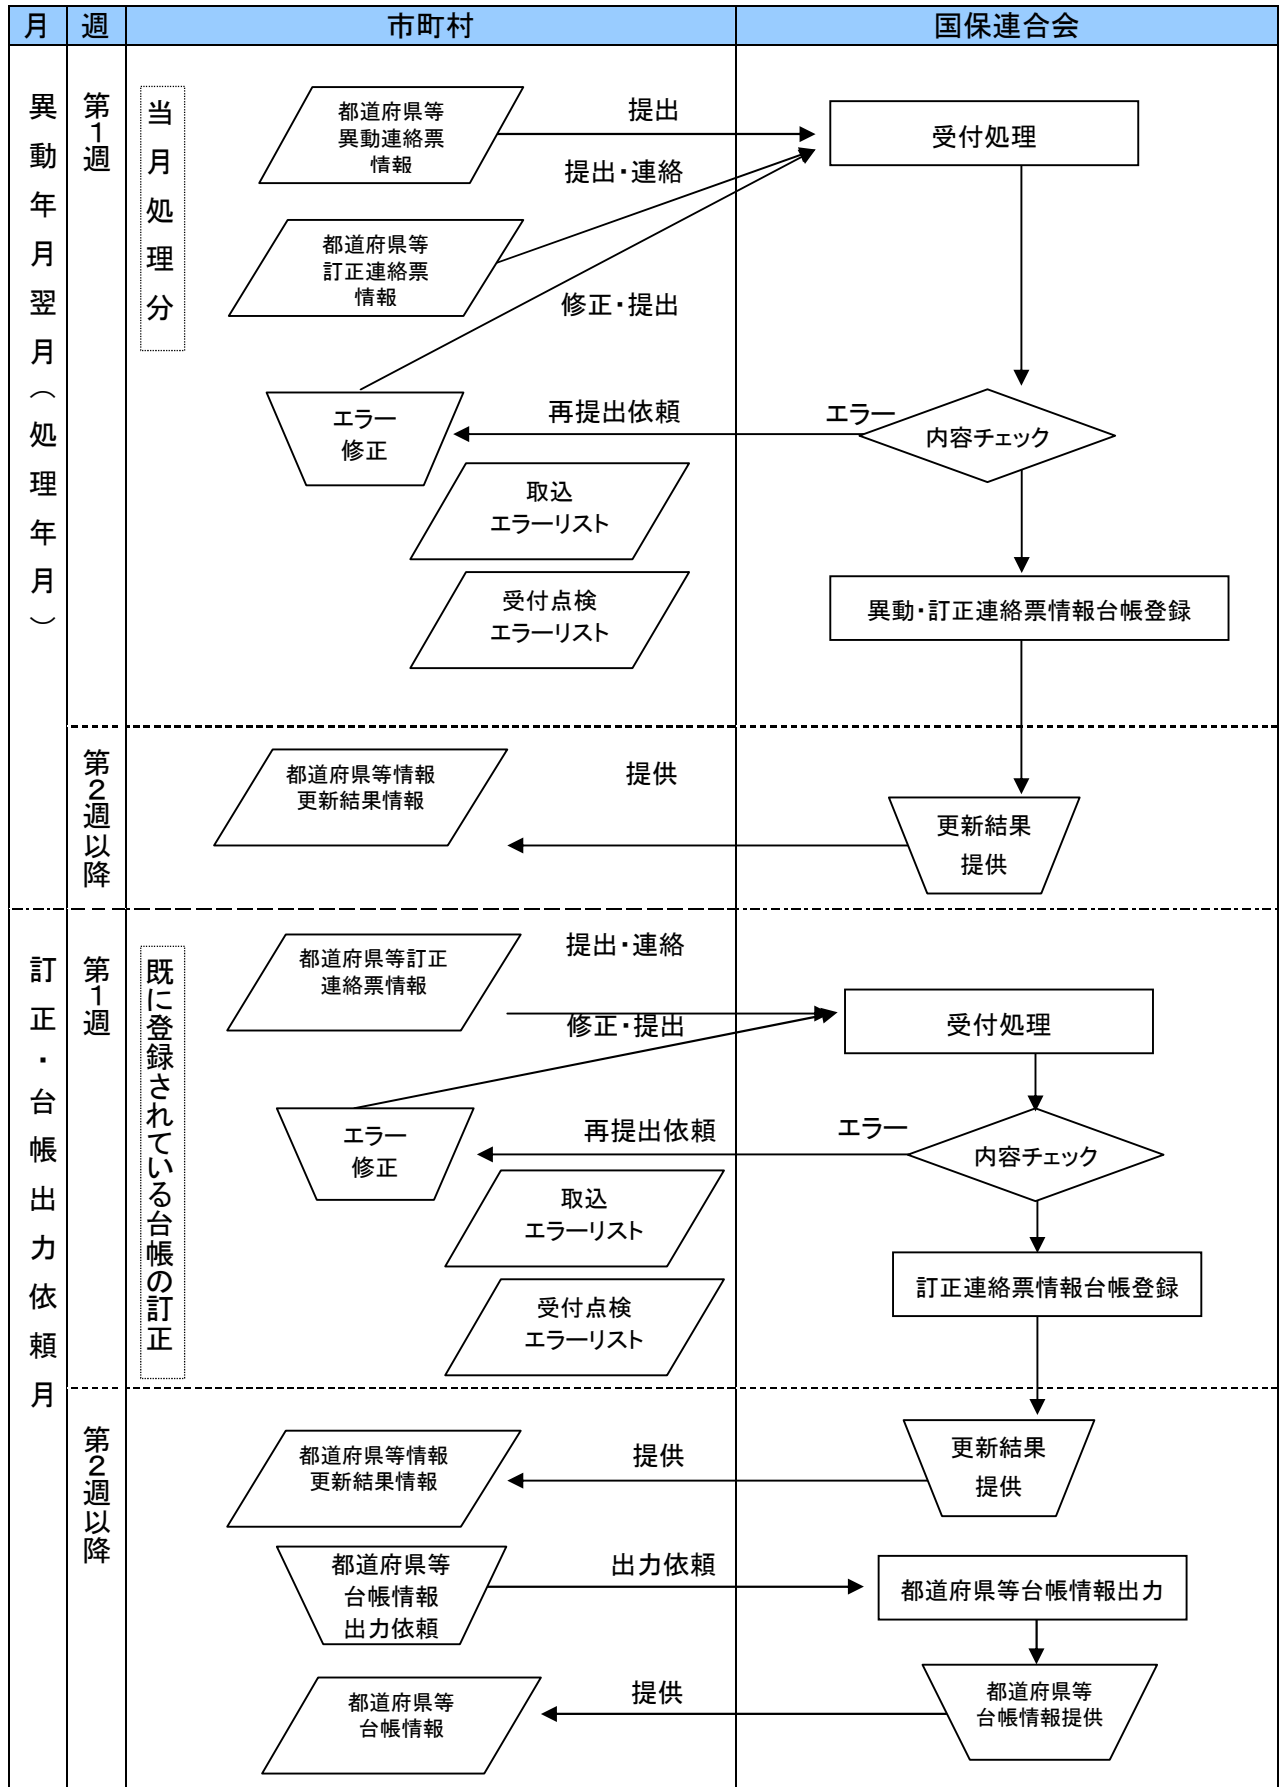 月
週
市町村
国保連合会
異動年月翌月（処理年月）
第1週
当月処理分
都道府県等
異動連絡票
情報
提出
受付処理
提出・連絡
都道府県等
訂正連絡票
情報
修正・提出
エラー
修正
再提出依頼
エラー
内容チェック
取込
エラーリスト
受付点検
エラーリスト
異動・訂正連絡票情報台帳登録
第2週以降
都道府県等情報
更新結果情報
提供
更新結果
提供
訂正・台帳出力依頼月
第1週
既に登録されている台帳の訂正
都道府県等訂正
連絡票情報
提出・連絡
受付処理
修正・提出
エラー
修正
再提出依頼
エラー
内容チェック
取込
エラーリスト
受付点検
エラーリスト
訂正連絡票情報台帳登録
第2週以降
都道府県等情報
更新結果情報
提供
更新結果
提供
都道府県等
台帳情報
出力依頼
出力依頼
都道府県等台帳情報出力
都道府県等
台帳情報
提供
都道府県等
台帳情報提供